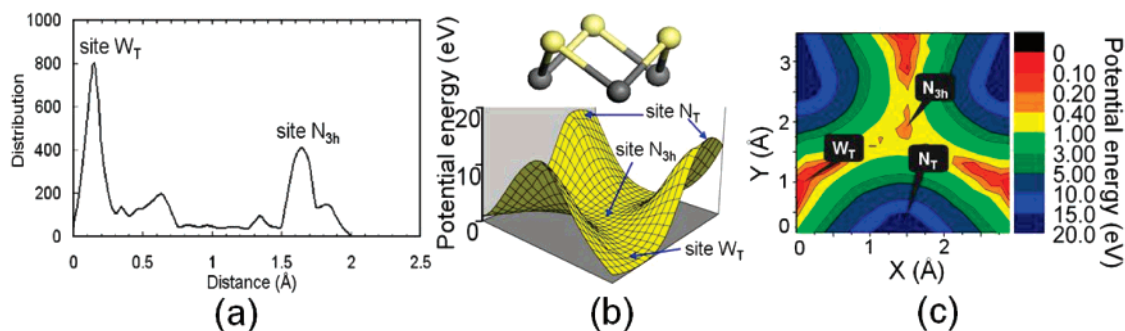 (a)
1000
800
600
400
200
0
Distribution
site W_T
site N_3h
0
0.5
1
1.5
2
2.5
Distance (Å)
(b)
Potential energy (eV)
20
10
0
site N_T
site N_3h
site W_T
(c)
3
2
1
0
Y (Å)
N_3h
W_T
N_T
0
1
2
X (Å)
0
0.10
0.20
0.40
1.00
3.00
5.00
10.0
15.0
20.0
Potential energy (eV)